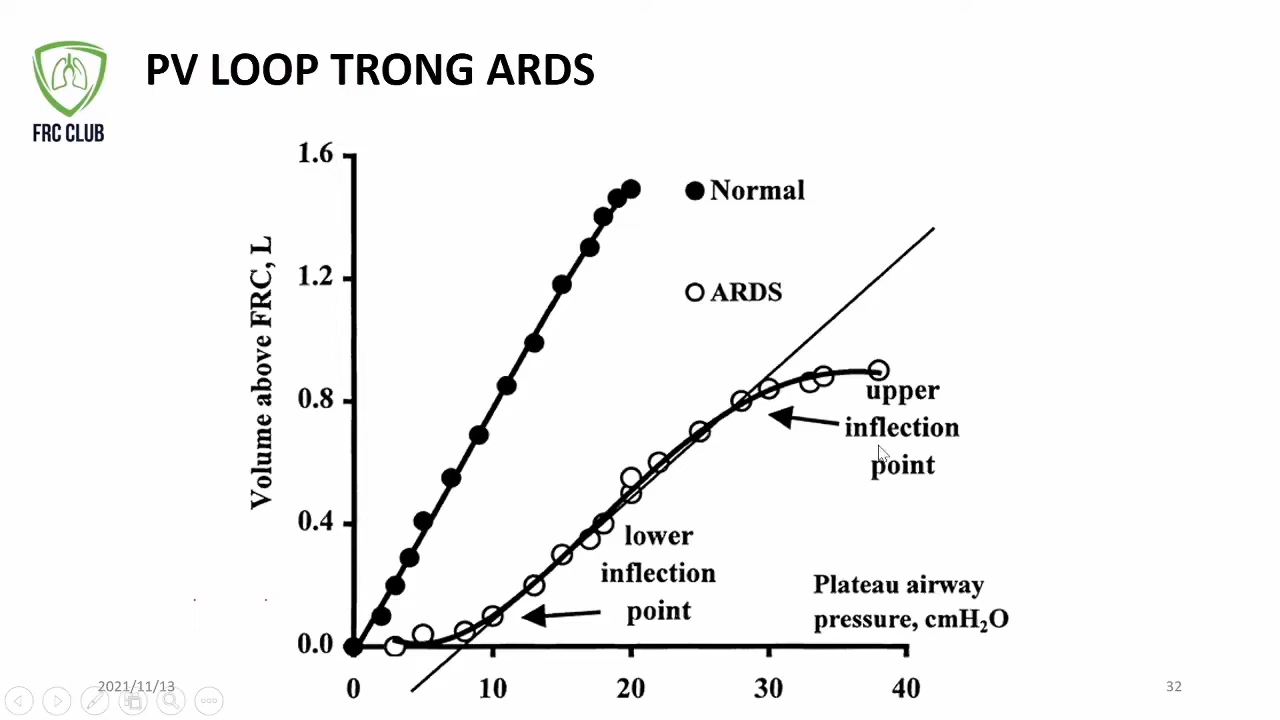 PV LOOP TRONG ARDS
FRC CLUB
1.6
Normal
1.2
ARDS
Volume above FRC, L
0.8
upper
inflection
point
0.4
lower
inflection
point
Plateau airway
pressure, cmH₂O
0.0
0 10 20 30 40
2021/11/13
32